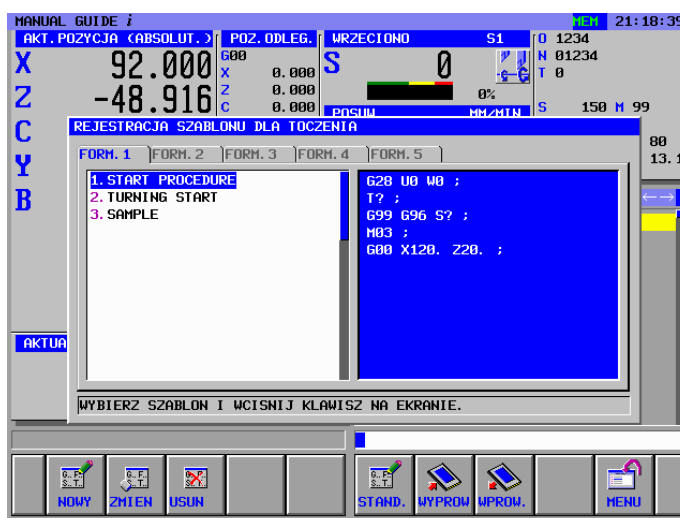 MANUAL GUIDE i MEM 21:18:39
AKT.POZYCJA (ABSOLUT.) POZ.ODLEG. WRZECIONO S1 O 1234
X 92.000 G00 S 0 N 01234
X 0.000 T 0
Z -48.916 Z 0.000 0%
C 0.000 POSUW MM/MIN S 150 M 99
C
REJESTRACJA SZABLONU DLA TOCZENIA
80
FORM. 1 FORM. 2 FORM. 3 FORM. 4 FORM. 5
Y 13.1
1. START PROCEDURE G28 U0 W0 ;
B 2. TURNING START T? ;
3. SAMPLE G99 G96 S? ;
M03 ;
G00 X120. Z20. ;
AKTUA
WYBIERZ SZABLON I WCISNIJ KLAWISZ NA EKRANIE.
NOWY ZMIEN USUN STAND. WYPROW WPROW. MENU